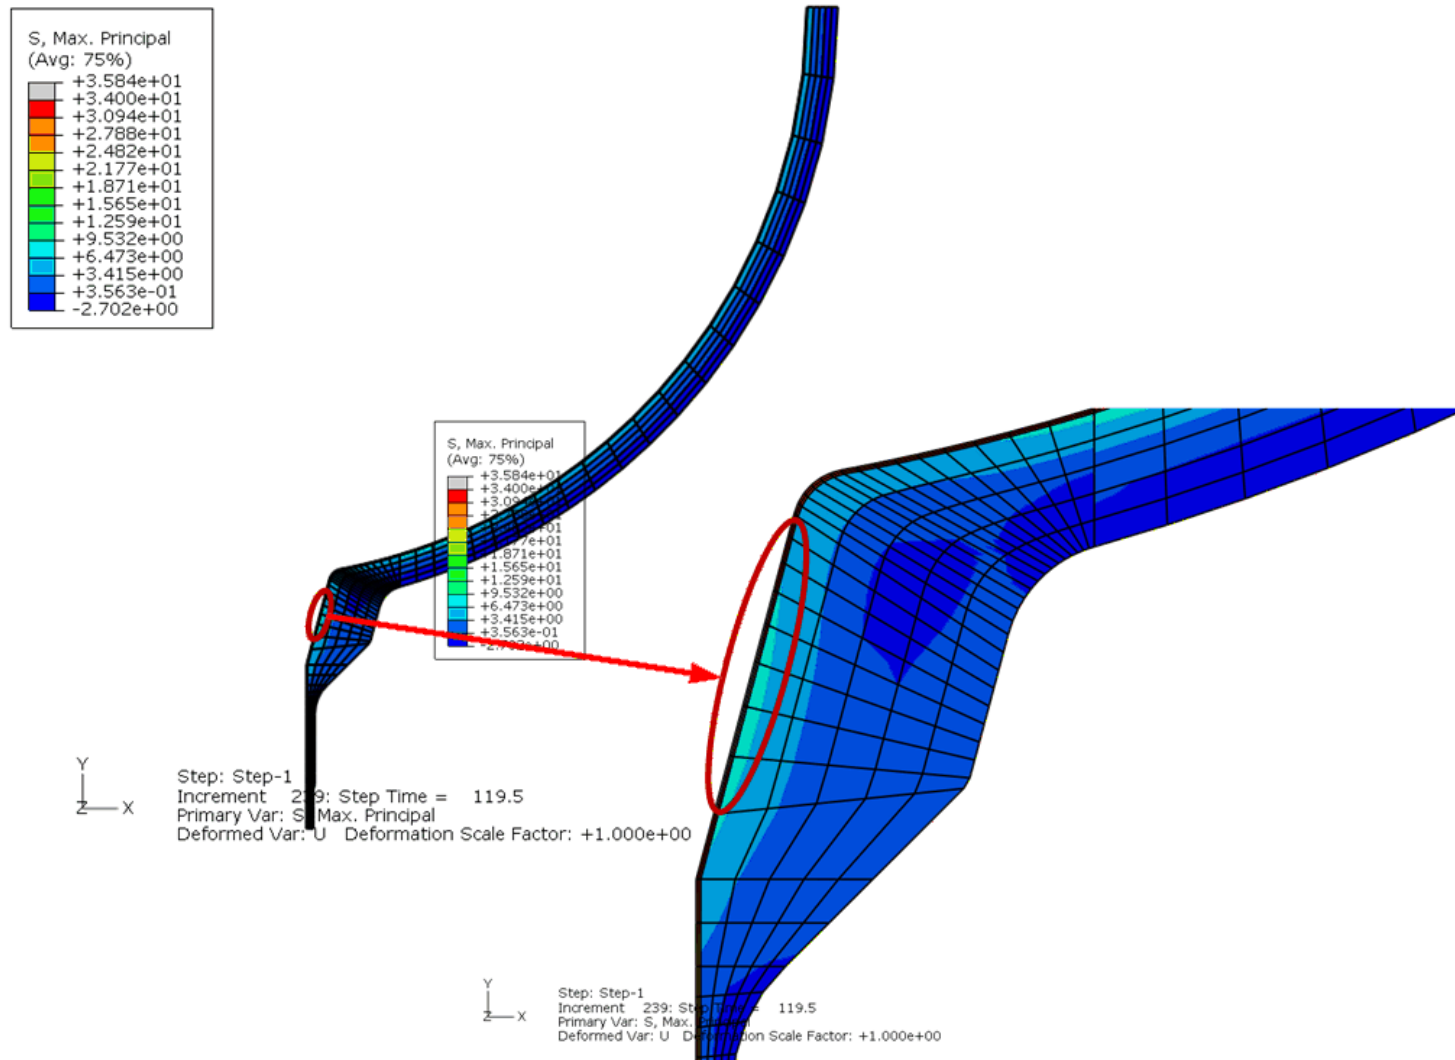 S, Max. Principal
(Avg: 75%)
+3.584e+01
+3.400e+01
+3.094e+01
+2.788e+01
+2.482e+01
+2.177e+01
+1.871e+01
+1.565e+01
+1.259e+01
+9.532e+00
+6.473e+00
+3.415e+00
+3.563e-01
-2.702e+00
S, Max. Principal
(Avg: 75%)
+3.584e+01
+3.400e+01
+1.871e+01
+1.565e+01
+1.259e+01
+9.532e+00
+6.473e+00
+3.415e+00
+3.563e-01
Y
Z X
Step: Step-1
Increment 239: Step Time = 119.5
Primary Var: S, Max. Principal
Deformed Var: U Deformation Scale Factor: +1.000e+00
Y
Z X
Step: Step-1
Increment 239: Step Time = 119.5
Primary Var: S, Max.
Deformed Var: U Deformation Scale Factor: +1.000e+00